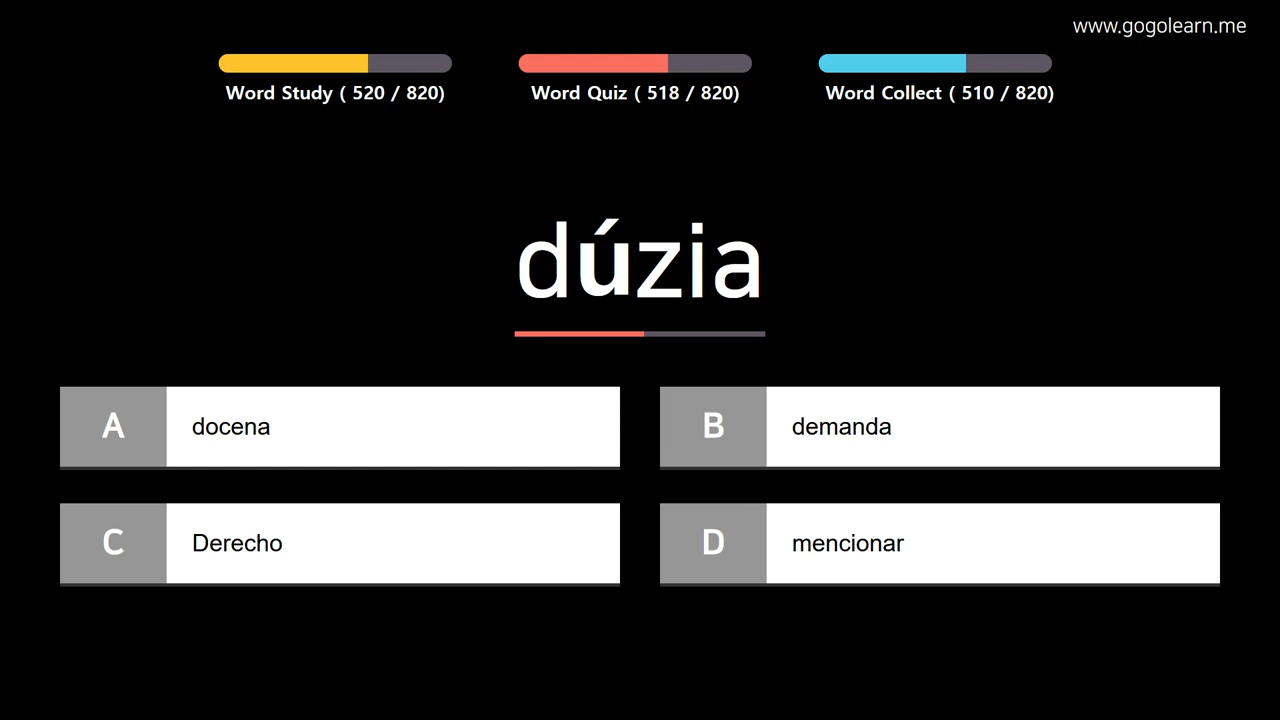 www.gogolearn.me
Word Study ( 520 / 820)
Word Quiz ( 518 / 820)
Word Collect ( 510 / 820)
dúzia
A docena
B demanda
C Derecho
D mencionar